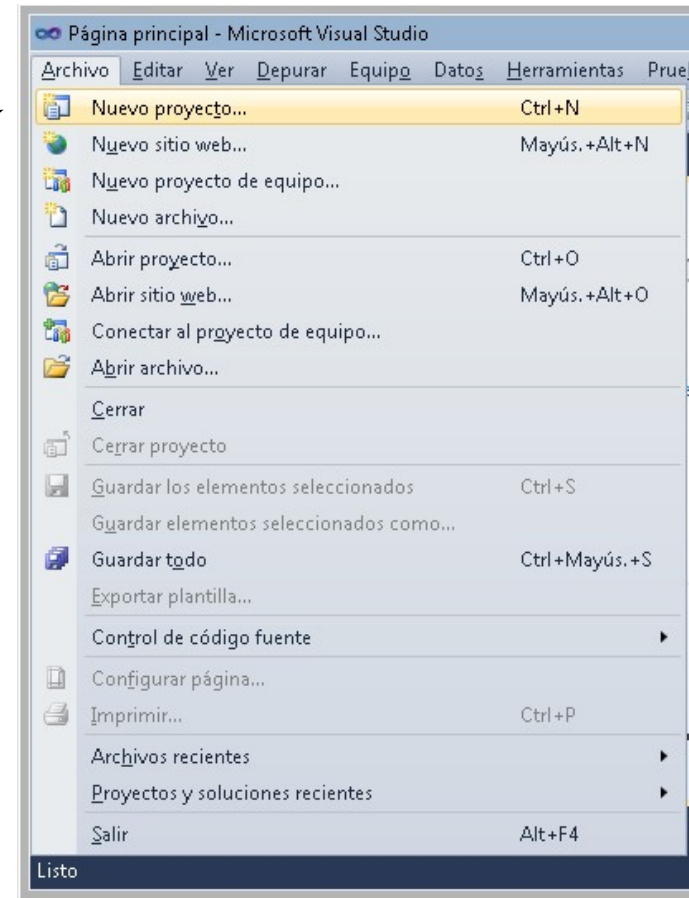 Página principal - Microsoft Visual Studio
Archivo Editar Ver Depurar Equipo Datos Herramientas
Nuevo proyecto... Ctrl+N
Nuevo sitio web... Mayús.+Alt+N
Nuevo proyecto de equipo...
Nuevo archivo...
Abrir proyecto... Ctrl+O
Abrir sitio web... Mayús.+Alt+O
Conectar al proyecto de equipo...
Abrir archivo...
Cerrar
Cerrar proyecto
Guardar los elementos seleccionados Ctrl+S
Guardar elementos seleccionados como...
Guardar todo Ctrl+Mayús.+S
Exportar plantilla...
Control de código fuente
Configurar página...
Imprimir... Ctrl+P
Archivos recientes
Proyectos y soluciones recientes
Salir Alt+F4
Listo